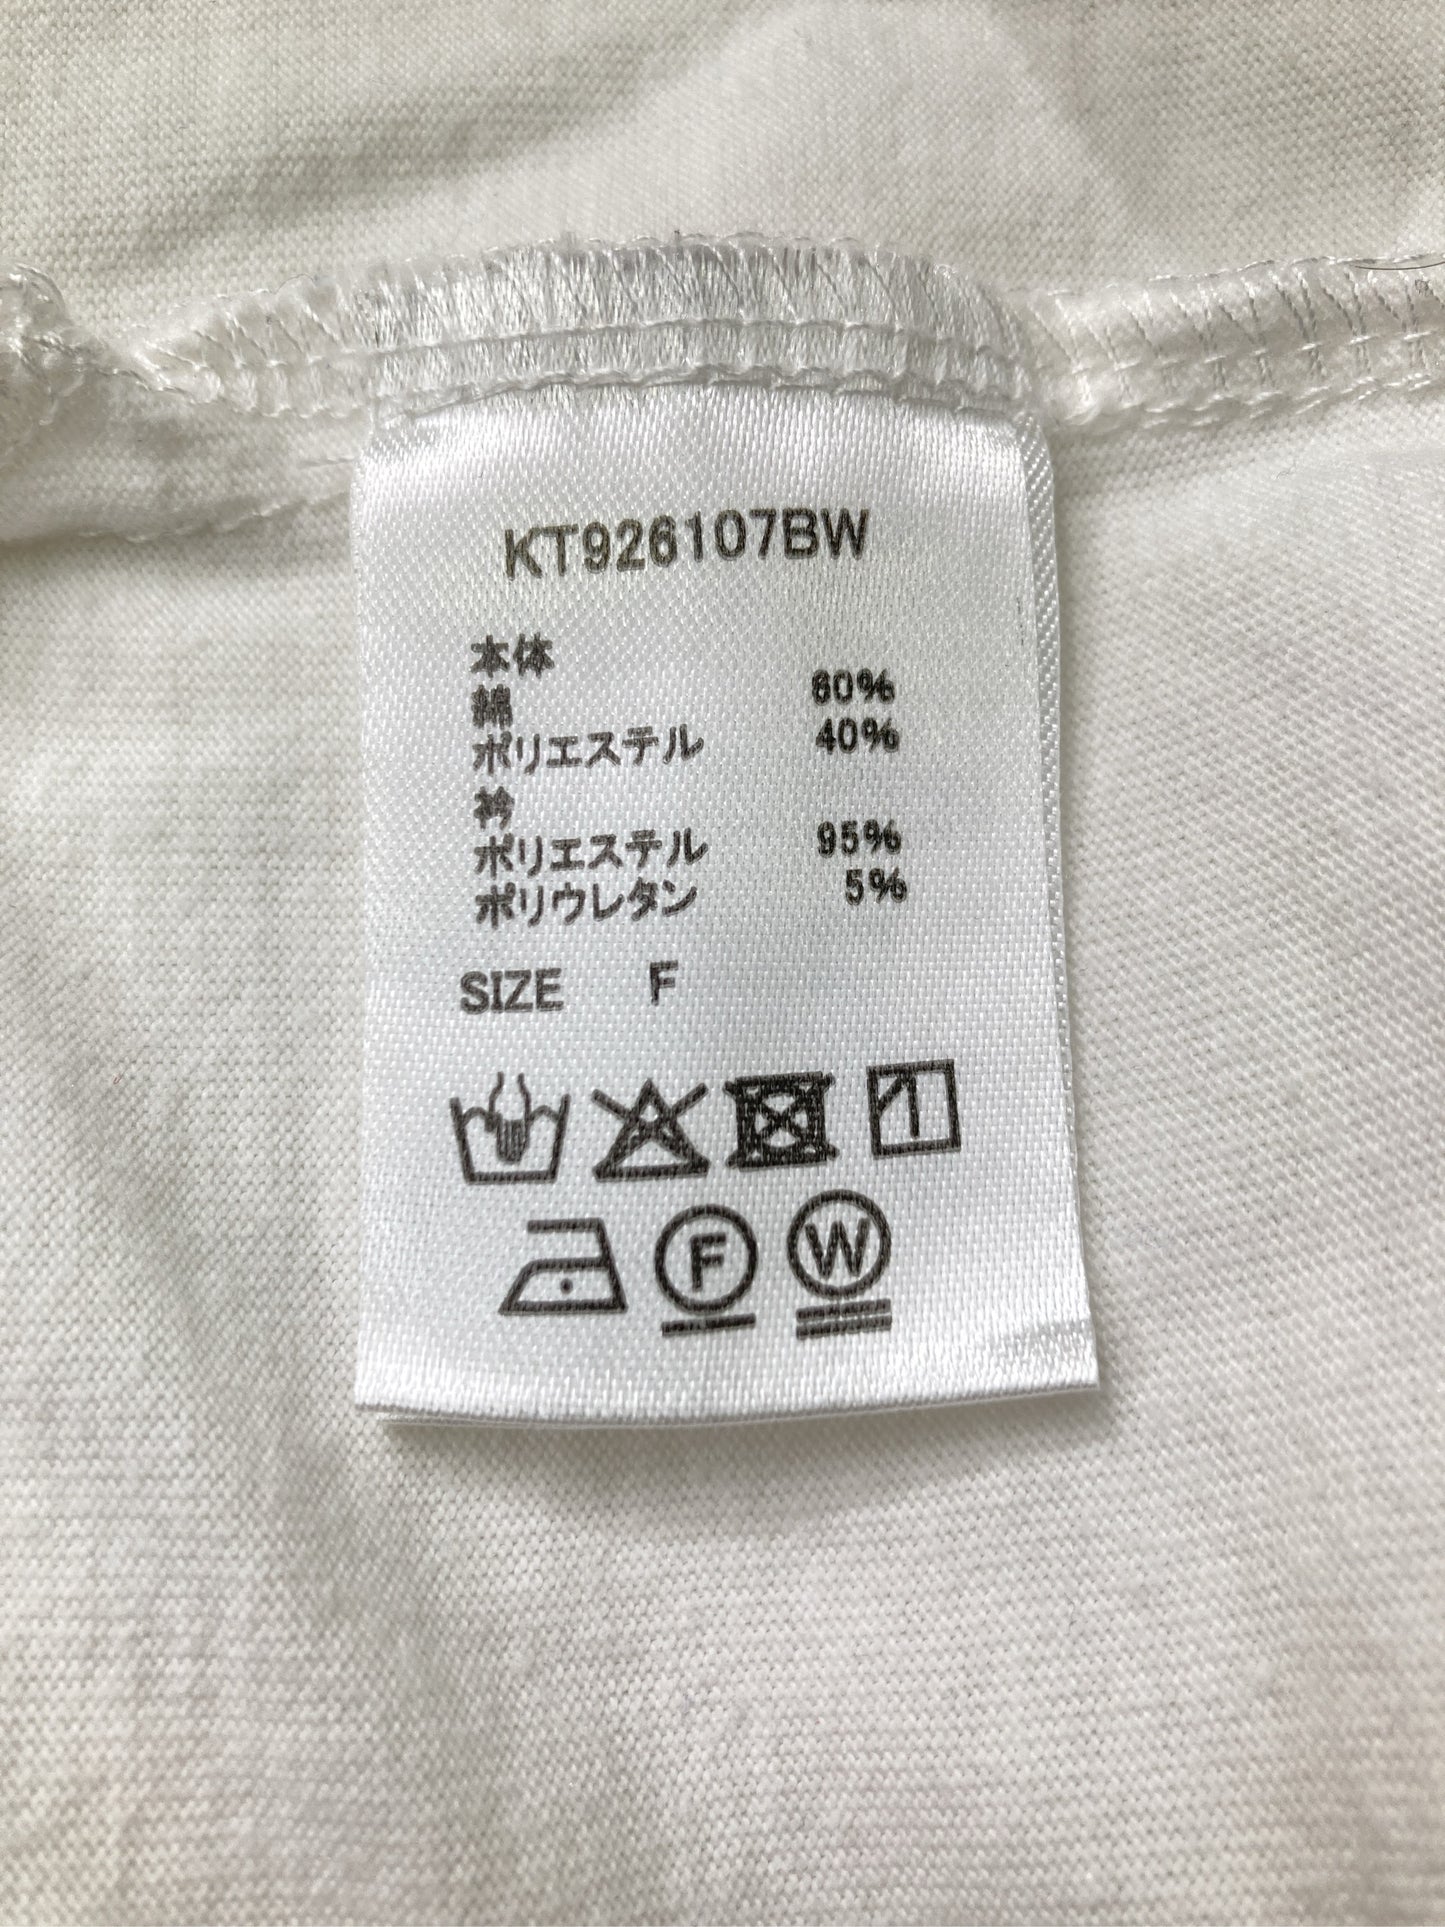 KT926107BW
本体
綿 60%
ポリエステル 40%
衿
ポリエステル 95%
ポリウレタン 5%
SIZE F
F
W